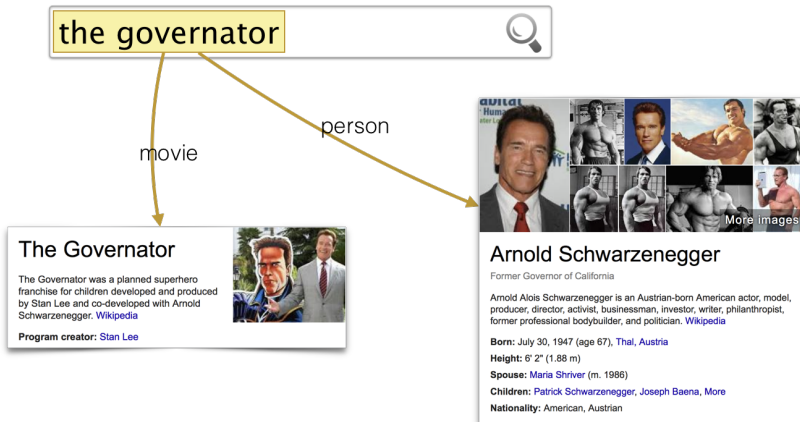 the governator
movie
person
The Governator
The Governator was a planned superhero
franchise for children developed and produced
by Stan Lee and co-developed with Arnold
Schwarzenegger. Wikipedia
Program creator: Stan Lee
More images
Arnold Schwarzenegger
Former Governor of California
Arnold Alois Schwarzenegger is an Austrian-born American actor, model,
producer, director, activist, businessman, investor, writer, philanthropist,
former professional bodybuilder, and politician. Wikipedia
Born: July 30, 1947 (age 67), Thal, Austria
Height: 6' 2" (1.88 m)
Spouse: Maria Shriver (m. 1986)
Children: Patrick Schwarzenegger, Joseph Baena, More
Nationality: American, Austrian